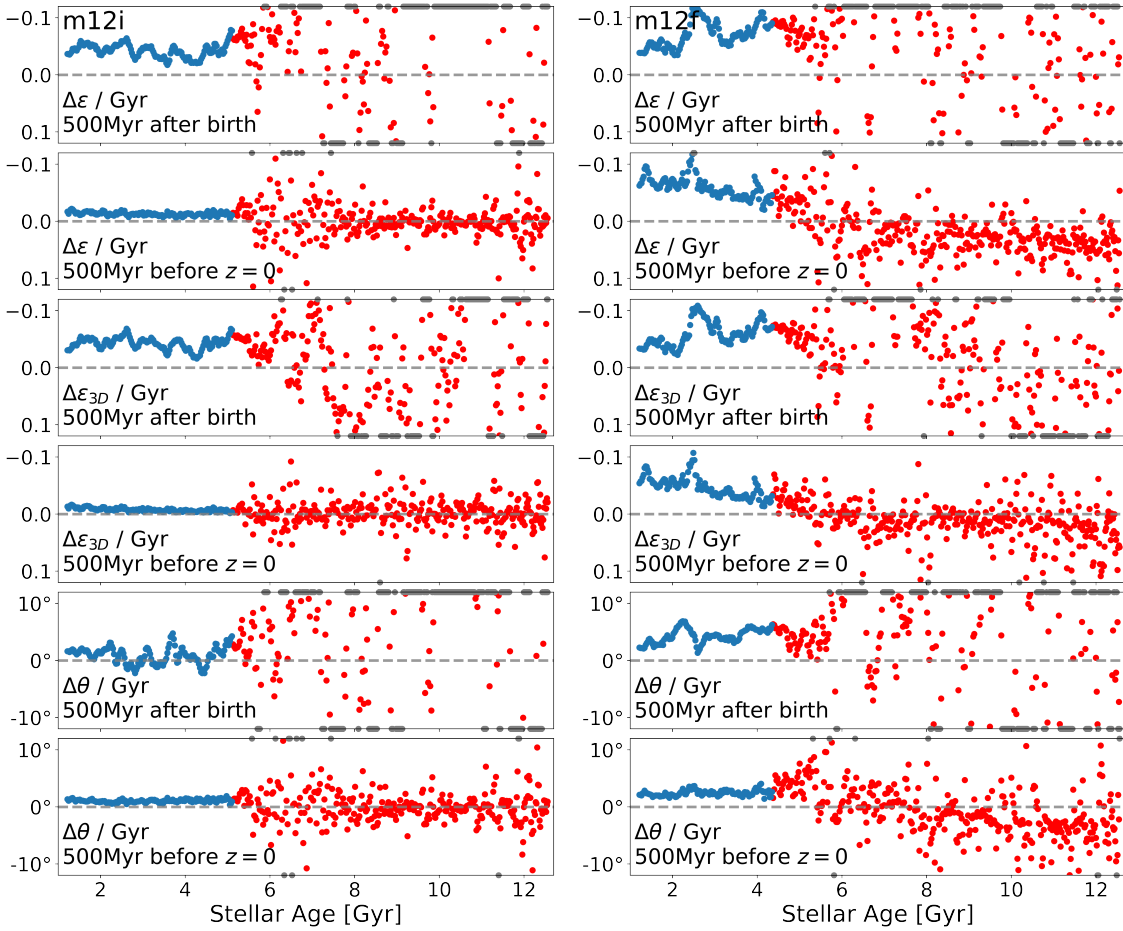 m12i
−0.1
0.0
0.1
Δε / Gyr
500Myr after birth
−0.1
0.0
0.1
Δε / Gyr
500Myr before z = 0
−0.1
0.0
0.1
Δε3D / Gyr
500Myr after birth
−0.1
0.0
0.1
Δε3D / Gyr
500Myr before z = 0
10°
0°
-10°
Δθ / Gyr
500Myr after birth
10°
0°
-10°
Δθ / Gyr
500Myr before z = 0
2 4 6 8 10 12
Stellar Age [Gyr]
m12f
−0.1
0.0
0.1
Δε / Gyr
500Myr after birth
−0.1
0.0
0.1
Δε / Gyr
500Myr before z = 0
−0.1
0.0
0.1
Δε3D / Gyr
500Myr after birth
−0.1
0.0
0.1
Δε3D / Gyr
500Myr before z = 0
10°
0°
-10°
Δθ / Gyr
500Myr after birth
10°
0°
-10°
Δθ / Gyr
500Myr before z = 0
2 4 6 8 10 12
Stellar Age [Gyr]